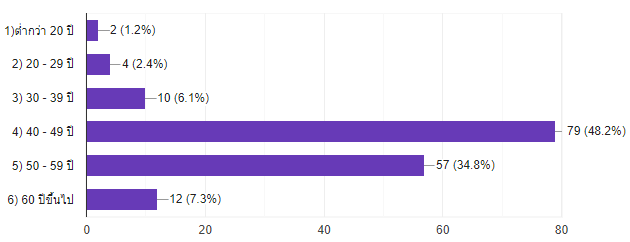 1)ต่ำกว่า 20 ปี 2 (1.2%)
2) 20 - 29 ปี 4 (2.4%)
3) 30 - 39 ปี 10 (6.1%)
4) 40 - 49 ปี 79 (48.2%)
5) 50 - 59 ปี 57 (34.8%)
6) 60 ปีขึ้นไป 12 (7.3%)
0 20 40 60 80